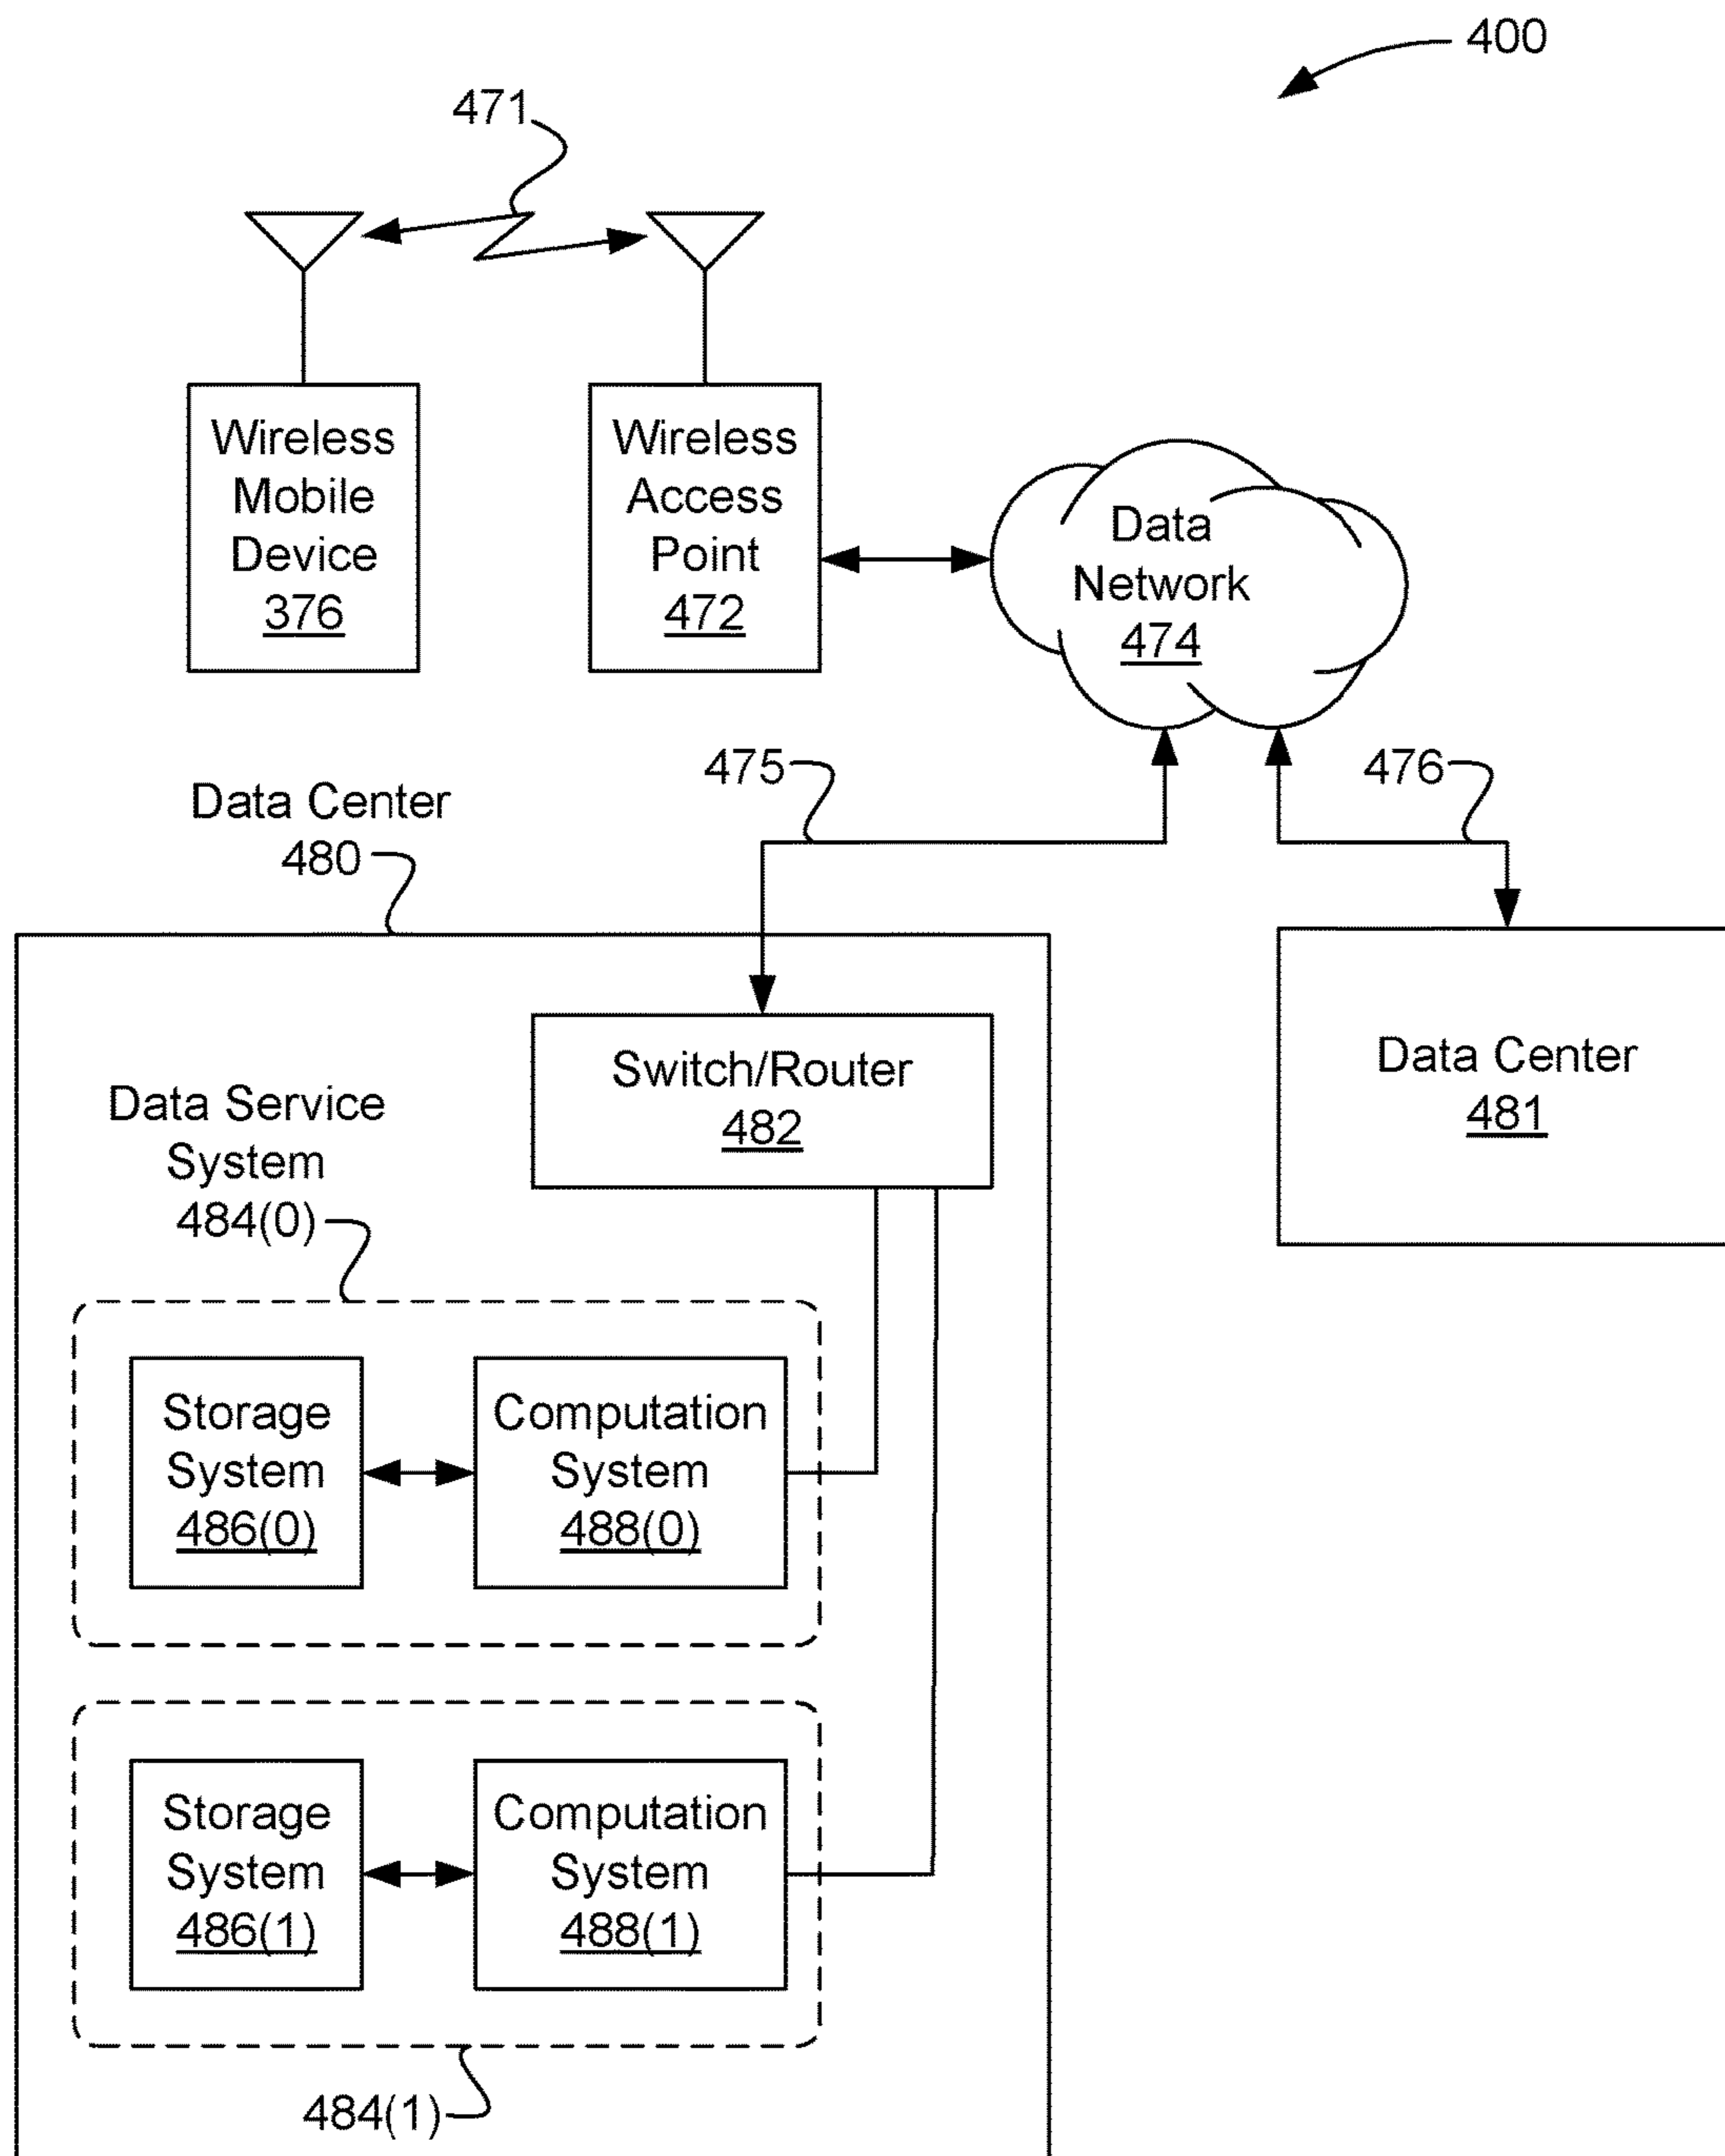 400
471
Wireless
Mobile
Device
376
Wireless
Access
Point
472
Data
Network
474
475
476
Data Center
480
Switch/Router
482
Data Center
481
Data Service
System
484(0)
Storage
System
486(0)
Computation
System
488(0)
Storage
System
486(1)
Computation
System
488(1)
484(1)